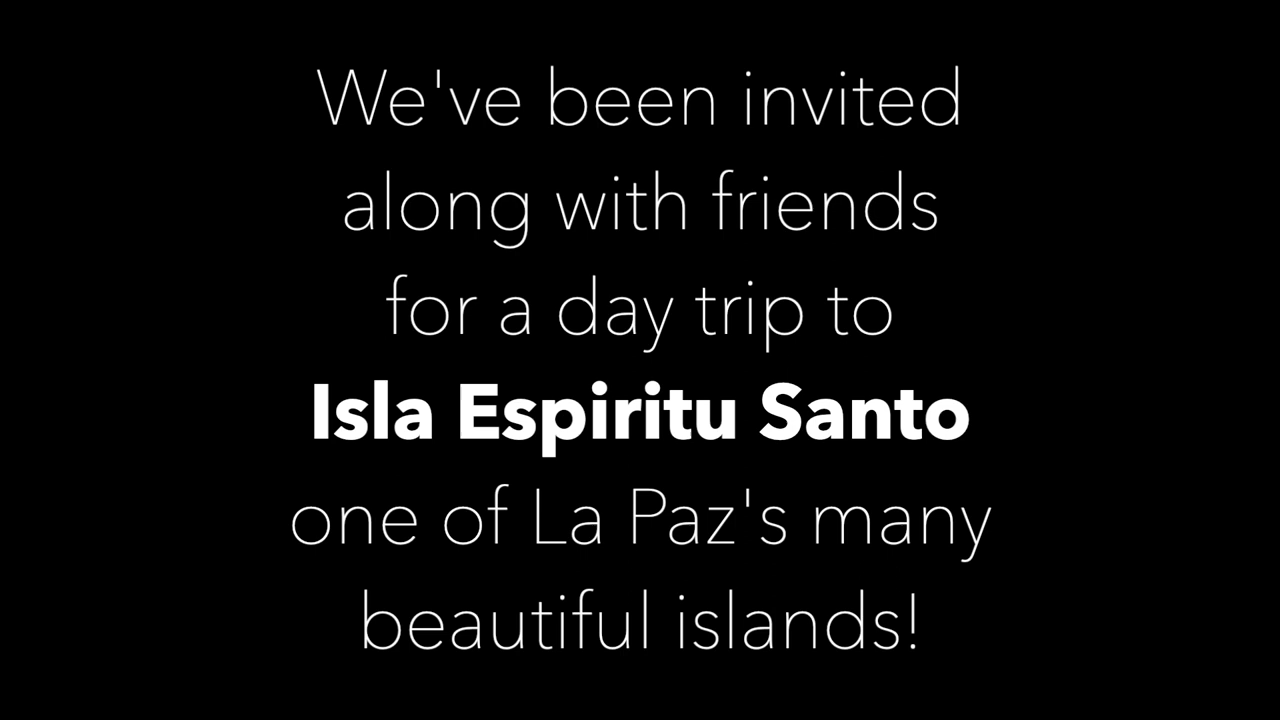 We've been invited
along with friends
for a day trip to
Isla Espiritu Santo
one of La Paz's many
beautiful islands!